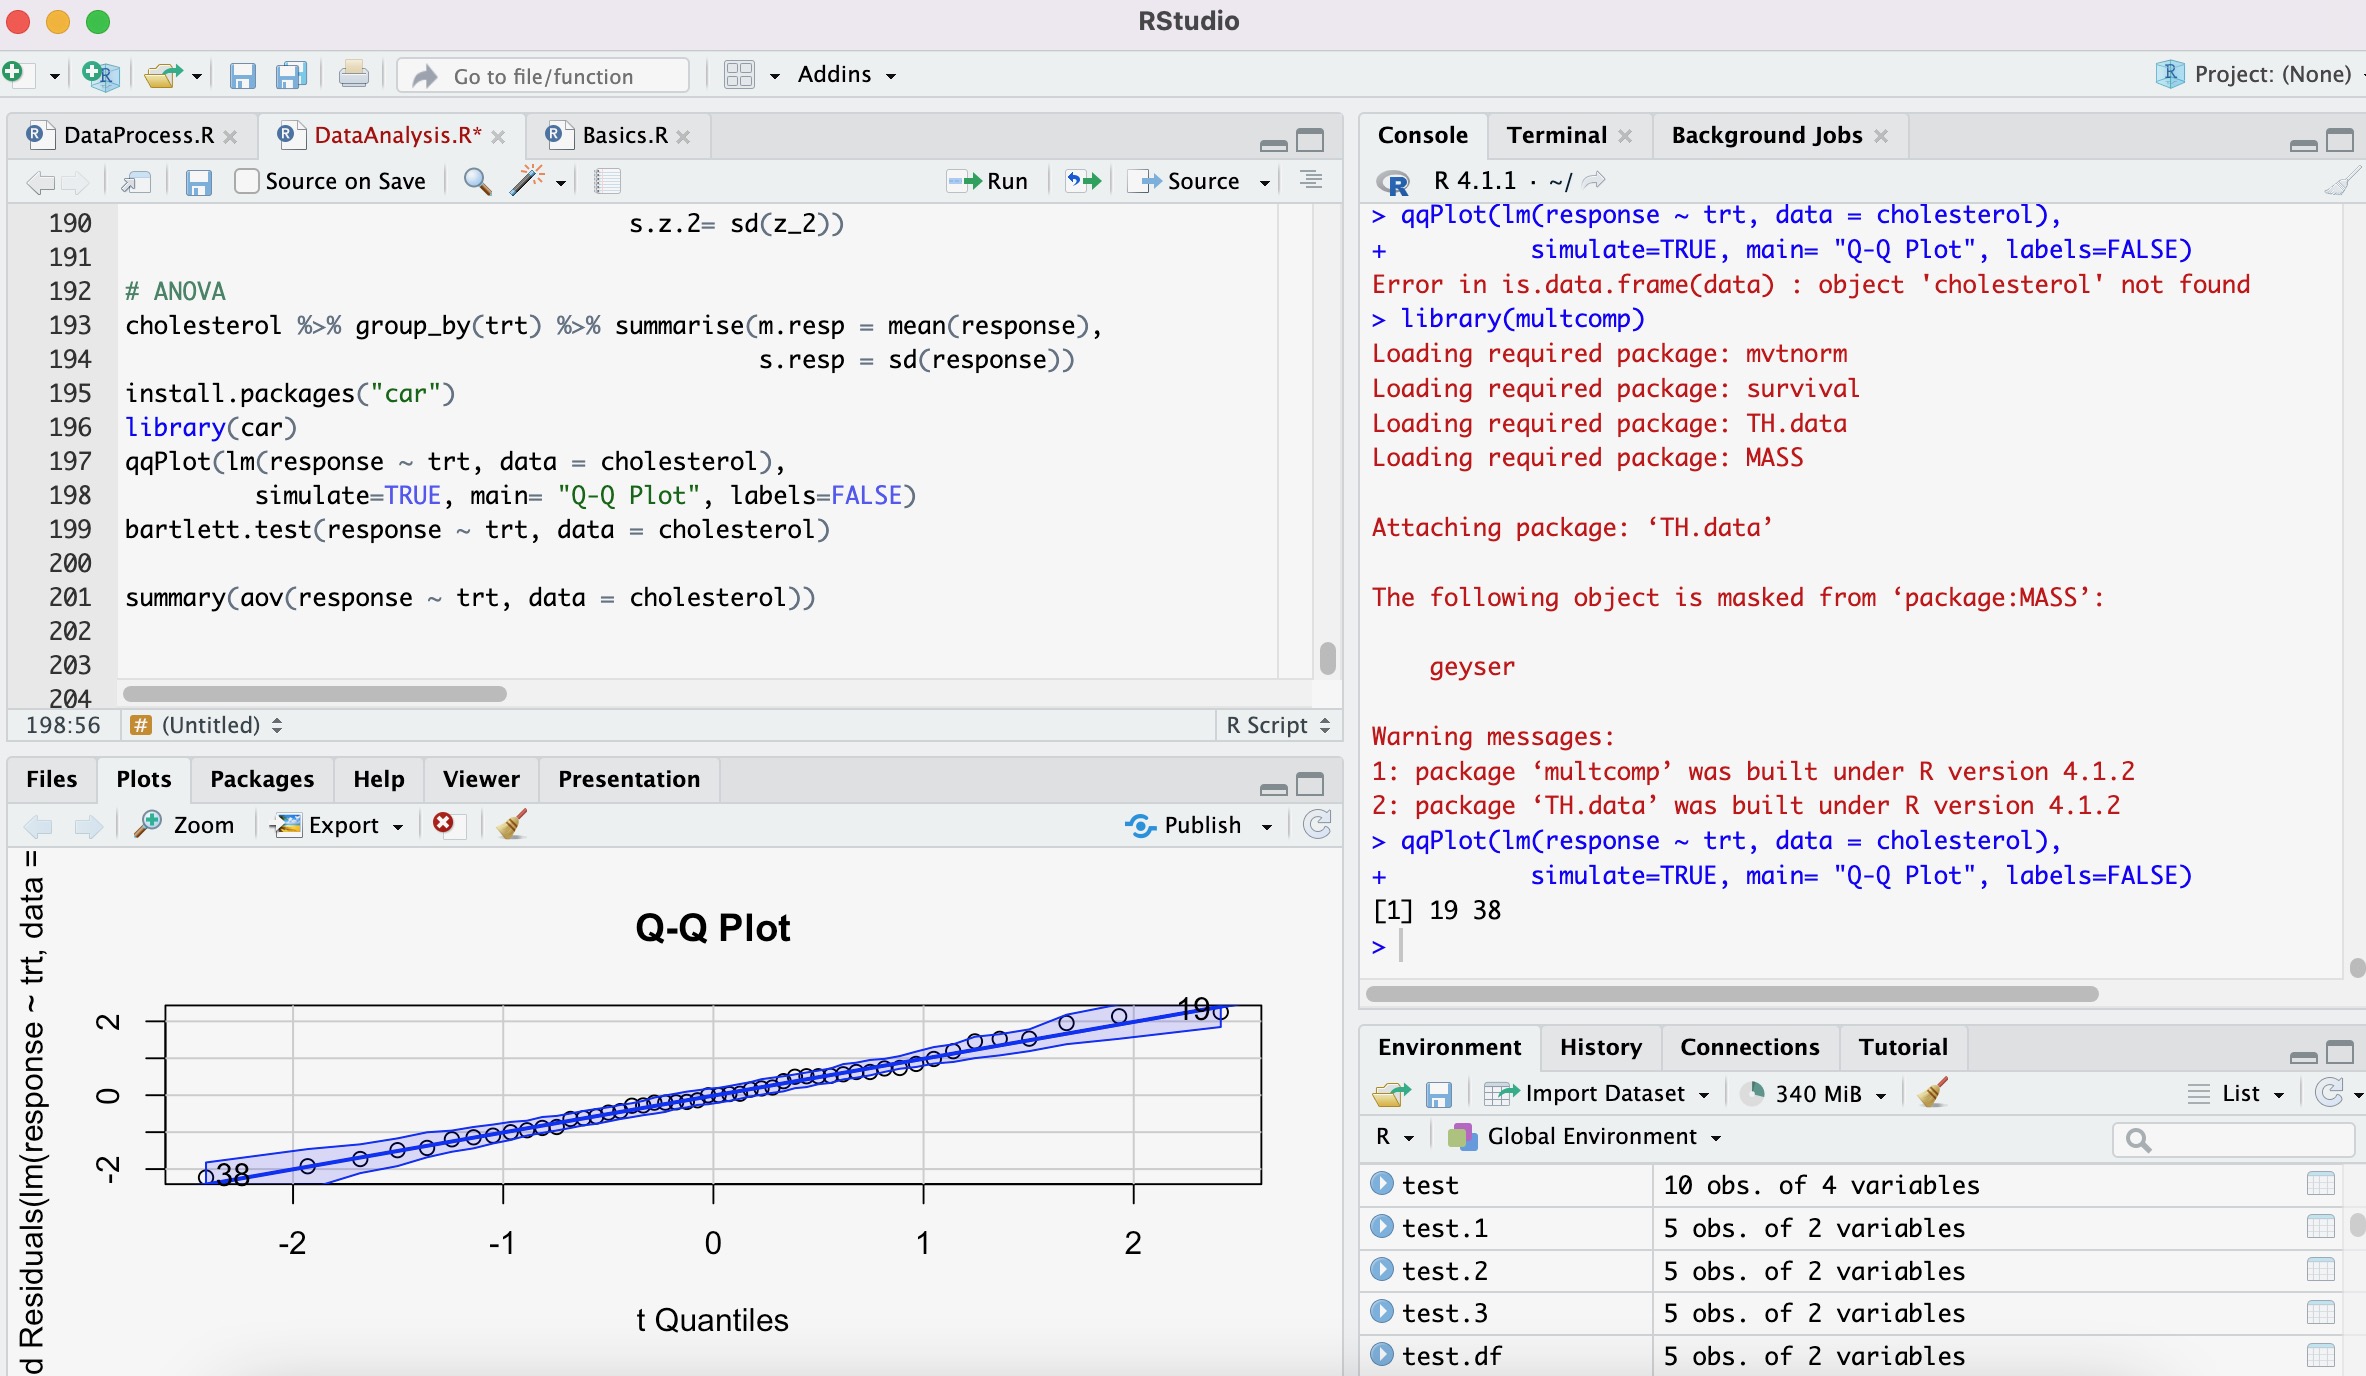 RStudio
Go to file/function
Addins
Project: (None)
DataProcess.R
DataAnalysis.R*
Basics.R
Source on Save
Run
Source
190 s.z.2= sd(z_2))
191
192 # ANOVA
193 cholesterol %>% group_by(trt) %>% summarise(m.resp = mean(response),
194 s.resp = sd(response))
195 install.packages("car")
196 library(car)
197 qqPlot(lm(response ~ trt, data = cholesterol),
198 simulate=TRUE, main= "Q-Q Plot", labels=FALSE)
199 bartlett.test(response ~ trt, data = cholesterol)
200
201 summary(aov(response ~ trt, data = cholesterol))
202
203
204
198:56 # (Untitled) R Script
Files Plots Packages Help Viewer Presentation
Zoom Export Publish
Q-Q Plot
d Residuals(lm(response ~ trt, data =
2
0
-2
19
38
-2 -1 0 1 2
t Quantiles
Console Terminal Background Jobs
R 4.1.1 · ~/
> qqPlot(lm(response ~ trt, data = cholesterol),
+ simulate=TRUE, main= "Q-Q Plot", labels=FALSE)
Error in is.data.frame(data) : object 'cholesterol' not found
> library(multcomp)
Loading required package: mvtnorm
Loading required package: survival
Loading required package: TH.data
Loading required package: MASS
Attaching package: ‘TH.data’
The following object is masked from ‘package:MASS’:
geyser
Warning messages:
1: package ‘multcomp’ was built under R version 4.1.2
2: package ‘TH.data’ was built under R version 4.1.2
> qqPlot(lm(response ~ trt, data = cholesterol),
+ simulate=TRUE, main= "Q-Q Plot", labels=FALSE)
[1] 19 38
>
Environment History Connections Tutorial
Import Dataset 340 MiB List
R Global Environment
test 10 obs. of 4 variables
test.1 5 obs. of 2 variables
test.2 5 obs. of 2 variables
test.3 5 obs. of 2 variables
test.df 5 obs. of 2 variables